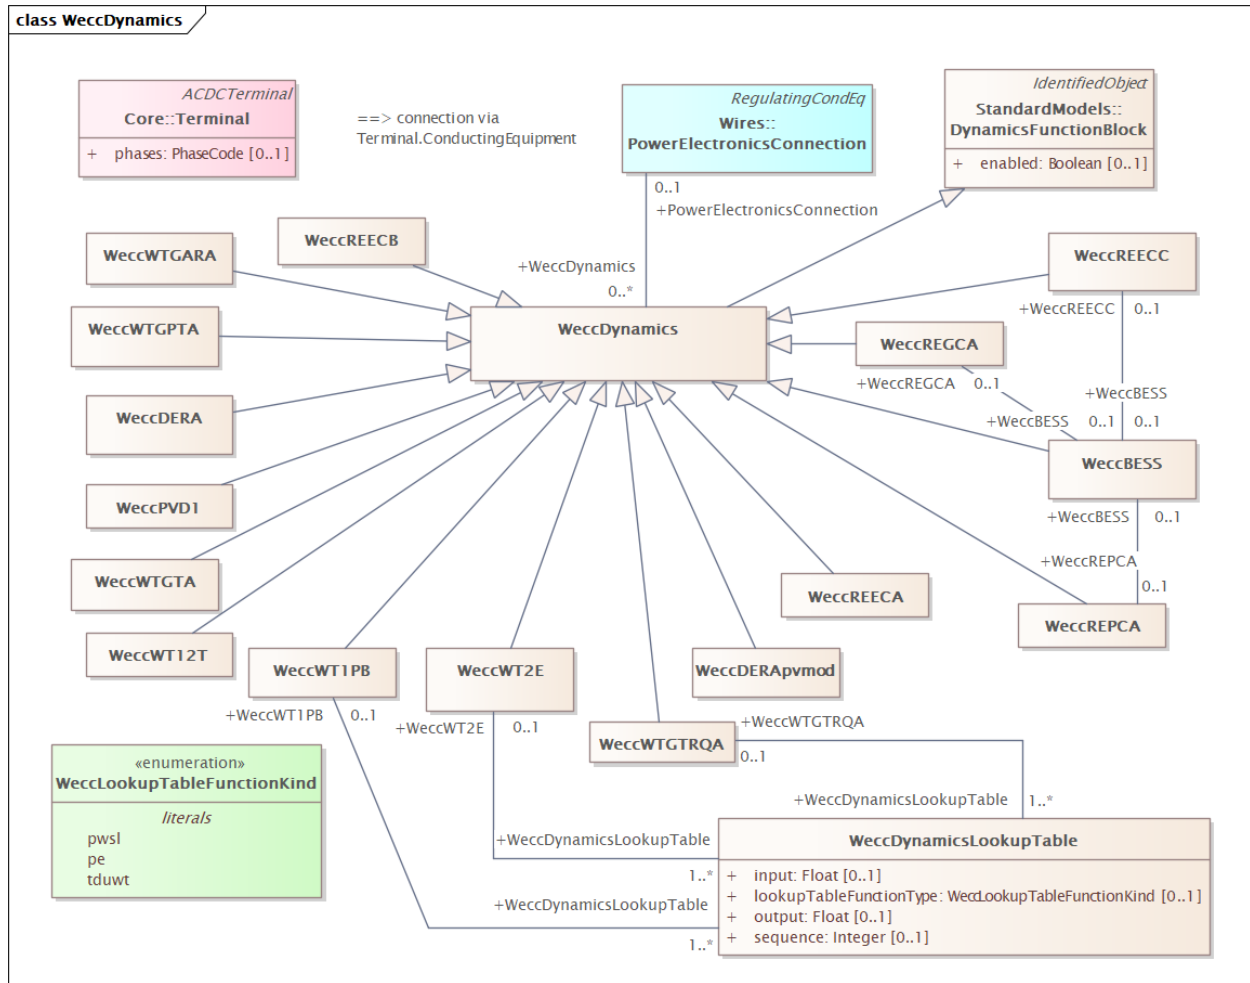 class WeccDynamics
ACDCTerminal
Core::Terminal
+ phases: PhaseCode [0..1]
==> connection via
Terminal.ConductingEquipment
RegulatingCondEq
Wires::
PowerElectronicsConnection
IdentifiedObject
StandardModels::
DynamicsFunctionBlock
+ enabled: Boolean [0..1]
0..1
+PowerElectronicsConnection
WeccREECB
WeccWTGARA
WeccREECC
+WeccDynamics
0..*
+WeccREECC 0..1
WeccWTGPTA
WeccDynamics
WeccREGCA
+WeccREGCA 0..1
+WeccBESS
WeccDERA
+WeccBESS 0..1 0..1
WeccBESS
WeccPVD1
+WeccBESS 0..1
+WeccREPCA
WeccWTGTA
0..1
WeccREECA
WeccREPCA
WeccWT12T
WeccWT1PB
WeccWT2E
WeccDERApvmod
+WeccWT1PB 0..1
+WeccWT2E 0..1
+WeccWTGTRQA
WeccWTGTRQA
0..1
«enumeration»
WeccLookupTableFunctionKind
literals
pwsl
pe
tduwt
+WeccDynamicsLookupTable 1..*
+WeccDynamicsLookupTable
1..*
+WeccDynamicsLookupTable
1..*
WeccDynamicsLookupTable
+ input: Float [0..1]
+ lookupTableFunctionType: WeccLookupTableFunctionKind [0..1]
+ output: Float [0..1]
+ sequence: Integer [0..1]